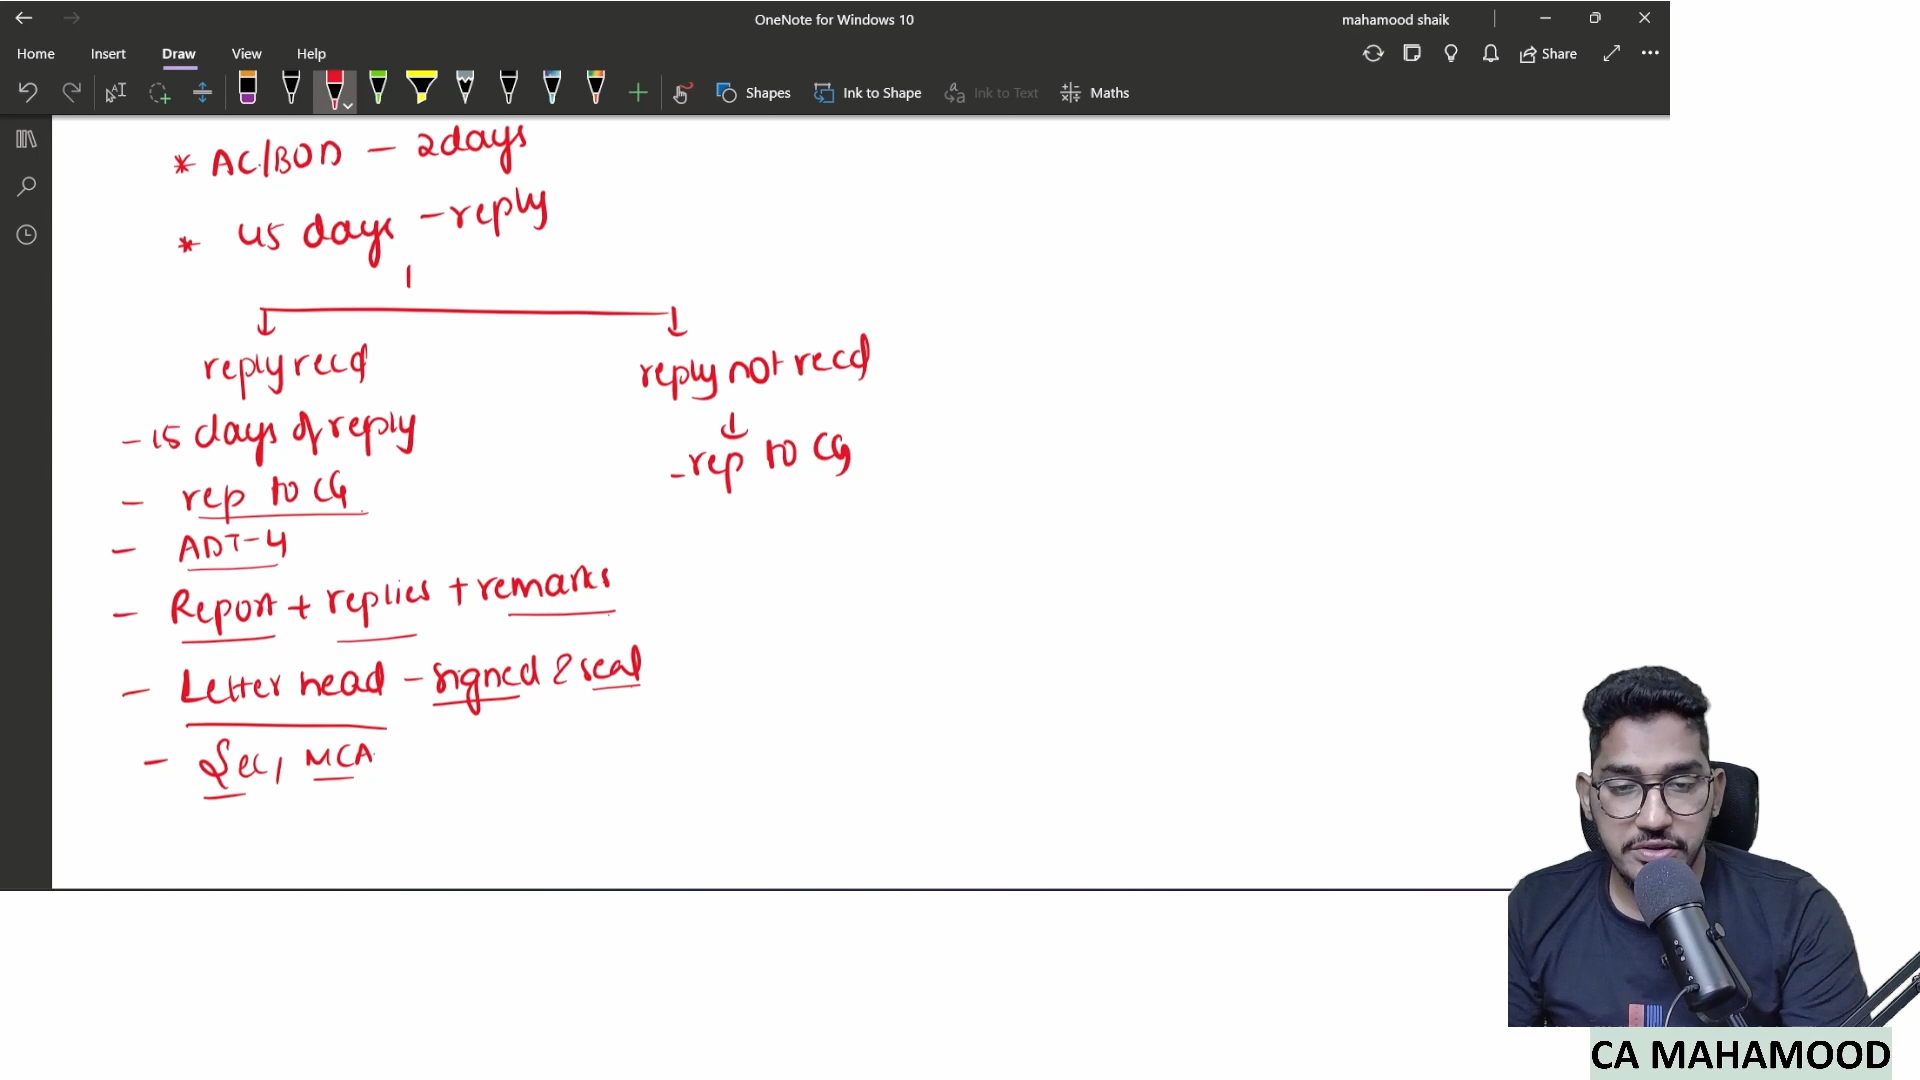 OneNote for Windows 10
mahamood shaik
Home Insert Draw View Help
Share
Shapes Ink to Shape Ink to Text Maths
* AC/BOD - 2days
* 45 days - reply
reply recd
reply not recd
- 15 days of reply
- rep to CG
- rep to CG
- ADT-4
- Report + replies + remarks
- Letter head - signed & seal
- Sec, MCA
CA MAHAMOOD